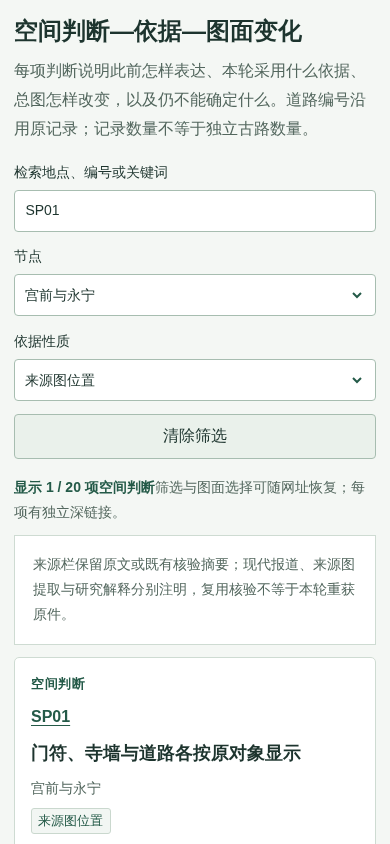 空间判断—依据—图面变化
每项判断说明此前怎样表达、本轮采用什么依据、
总图怎样改变，以及仍不能确定什么。道路编号沿
用原记录；记录数量不等于独立古路数量。
检索地点、编号或关键词
SP01
节点
宫前与永宁
依据性质
来源图位置
清除筛选
显示 1 / 20 项空间判断筛选与图面选择可随网址恢复；每
项有独立深链接。
来源栏保留原文或既有核验摘要；现代报道、来源图
提取与研究解释分别注明，复用核验不等于本轮重获
原件。
空间判断
SP01
门符、寺墙与道路各按原对象显示
宫前与永宁
来源图位置